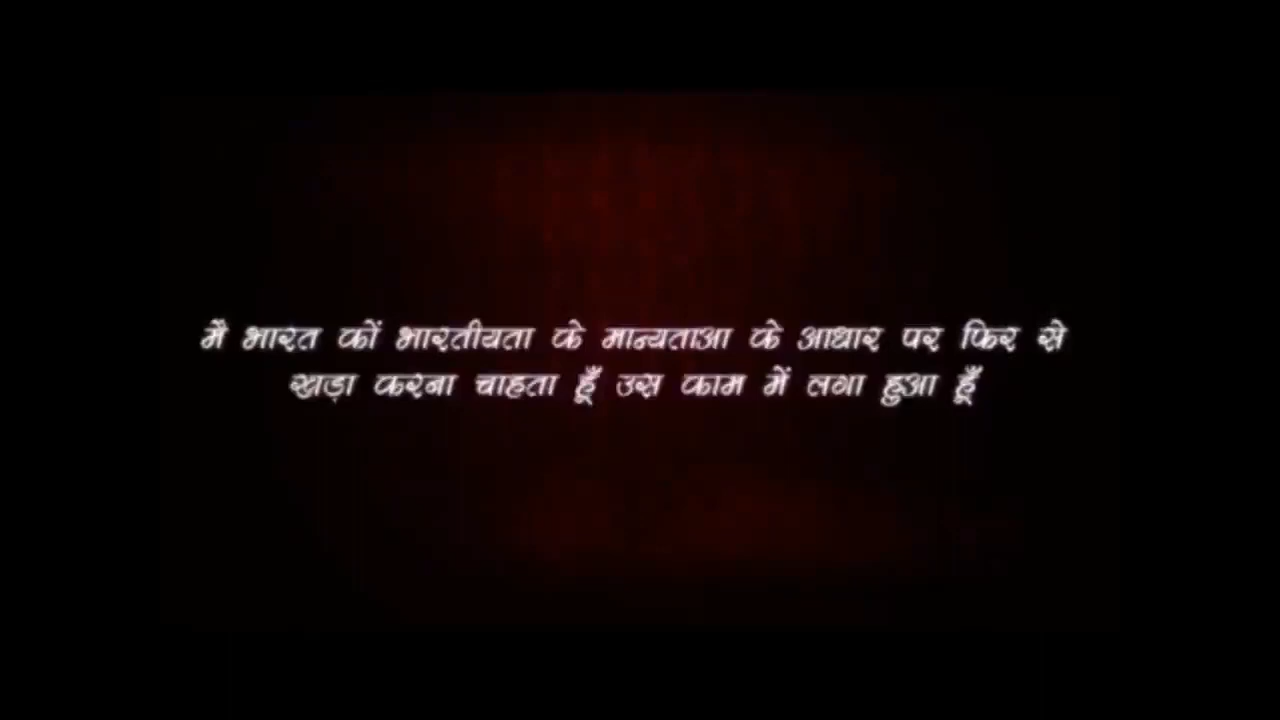 मै भारत कों भारतीयता के मान्यताआ के आधार पर फिर से
खड़ा करना चाहता हूँ उस काम में लगा हुआ हूँ